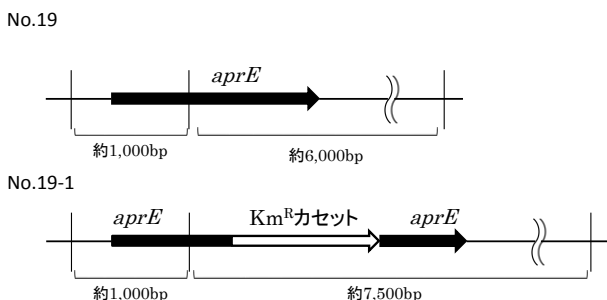 No.19
aprE
約1,000bp
約6,000bp
No.19-1
aprE KmRカセット aprE
約1,000bp
約7,500bp